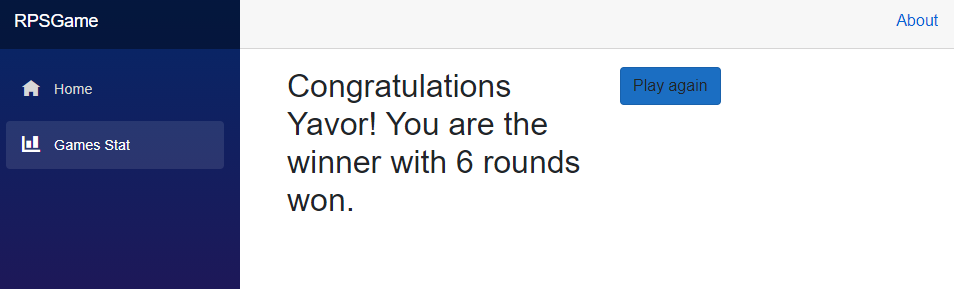 RPSGame
About
Home
Games Stat
Congratulations
Yavor! You are the
winner with 6 rounds
won.
Play again